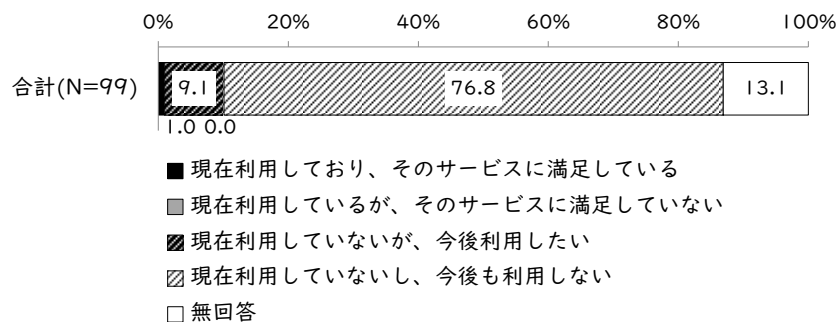 0% 20% 40% 60% 80% 100%
合計(N=99) 9.1 76.8 13.1
1.0 0.0
現在利用しており、そのサービスに満足している
現在利用しているが、そのサービスに満足していない
現在利用していないが、今後利用したい
現在利用していないし、今後も利用しない
無回答